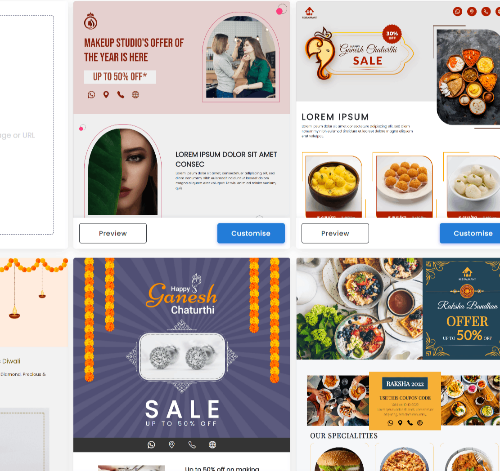 ge or URL
MAKEUP STUDIO'S OFFER OF
THE YEAR IS HERE
UP TO 50% OFF*
LOREM IPSUM DOLOR SIT AMET
CONSEC
Preview
Customise
30%
OFF
Ganesh Chaturthi
SALE
LOREM IPSUM
Preview
Customise
Diwali
Diamond, Precious &
Happy
Ganesh
Chaturthi
SALE
UP TO 50% OFF
Up to 50% off on making
Raksha Bandhan
OFFER
UP TO 50% OFF
RAKSHA 2022
USE THIS COUPON CODE
OUR SPECIALITIES